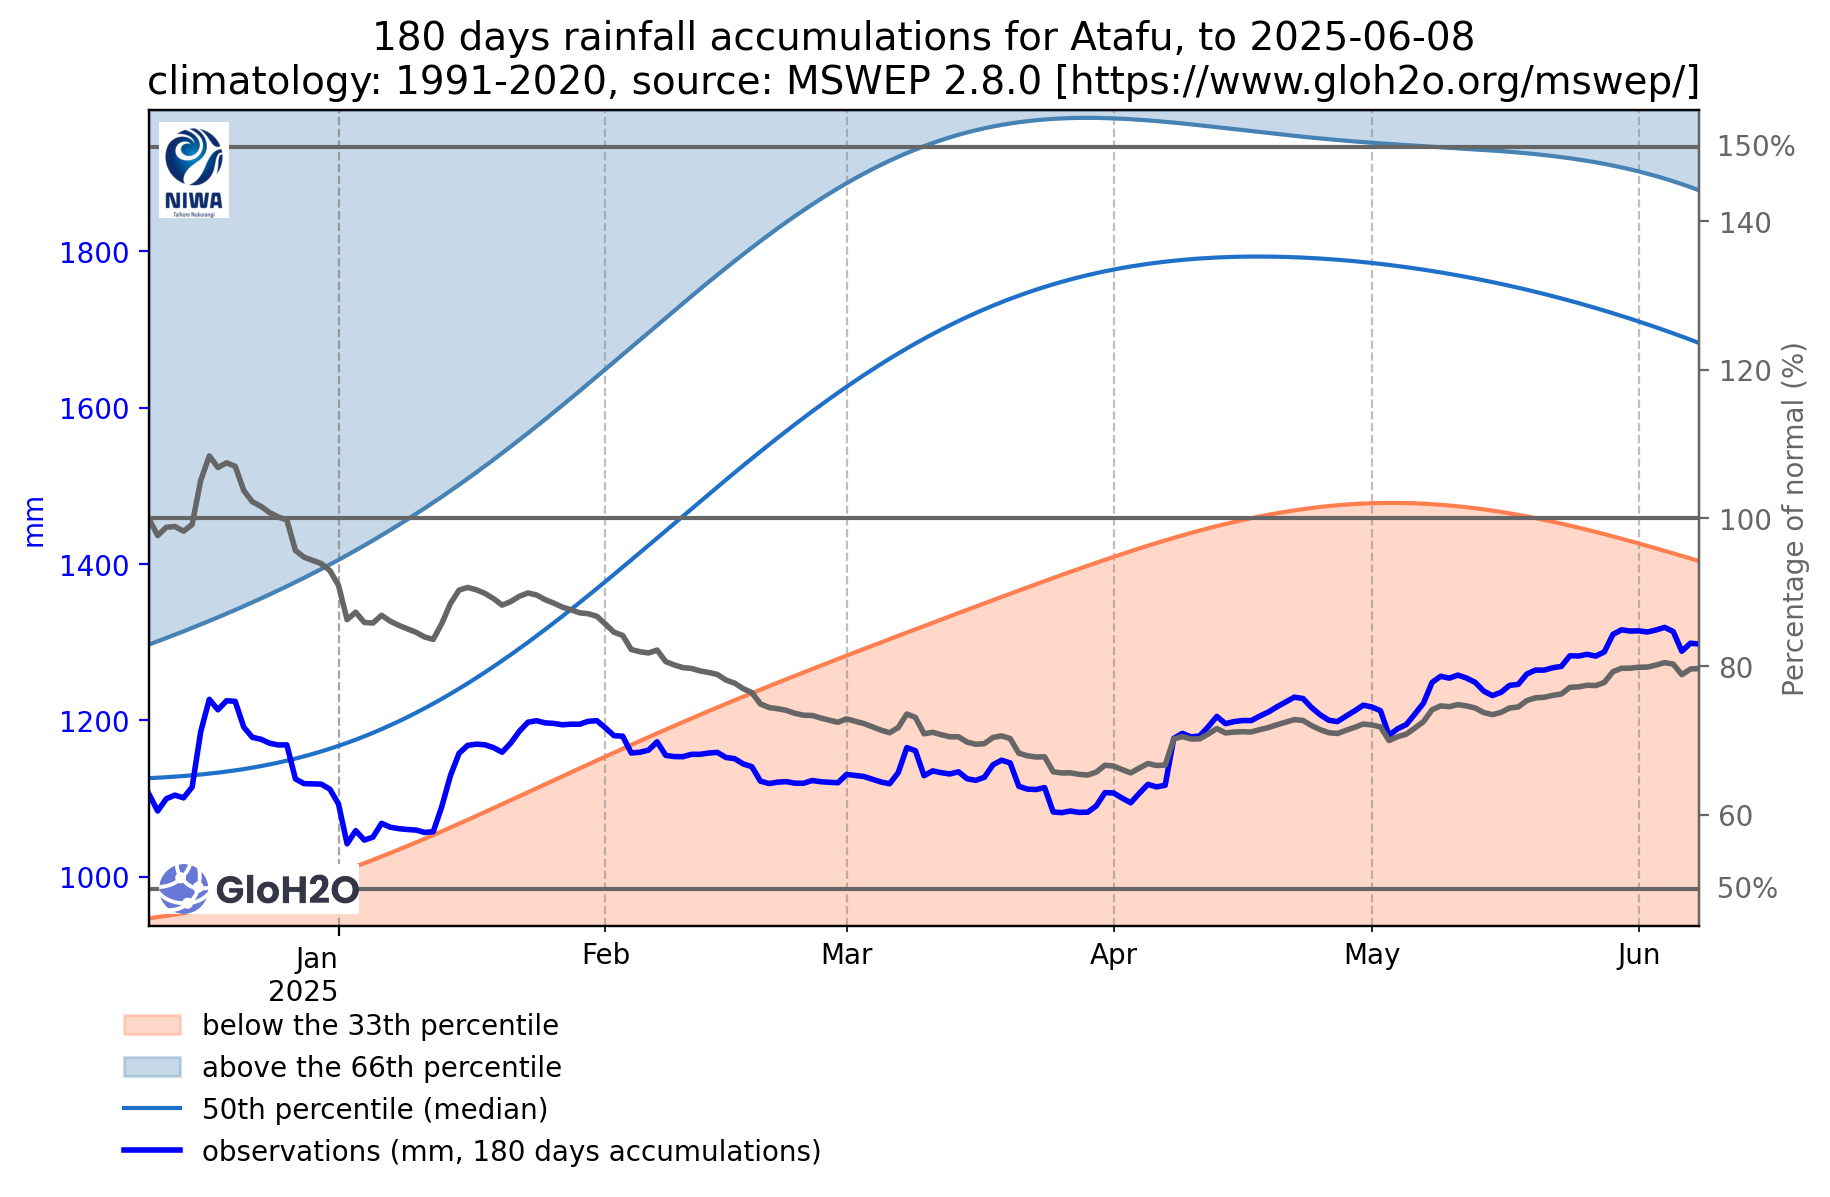 180 days rainfall accumulations for Atafu, to 2025-06-08
climatology: 1991-2020, source: MSWEP 2.8.0 [https://www.gloh2o.org/mswep/]
NIWA
Taihoro Nukurangi
1800
1600
1400
1200
1000
mm
150%
140
120
100
80
60
50%
Percentage of normal (%)
GloH2O
Jan
2025
Feb
Mar
Apr
May
Jun
below the 33th percentile
above the 66th percentile
50th percentile (median)
observations (mm, 180 days accumulations)